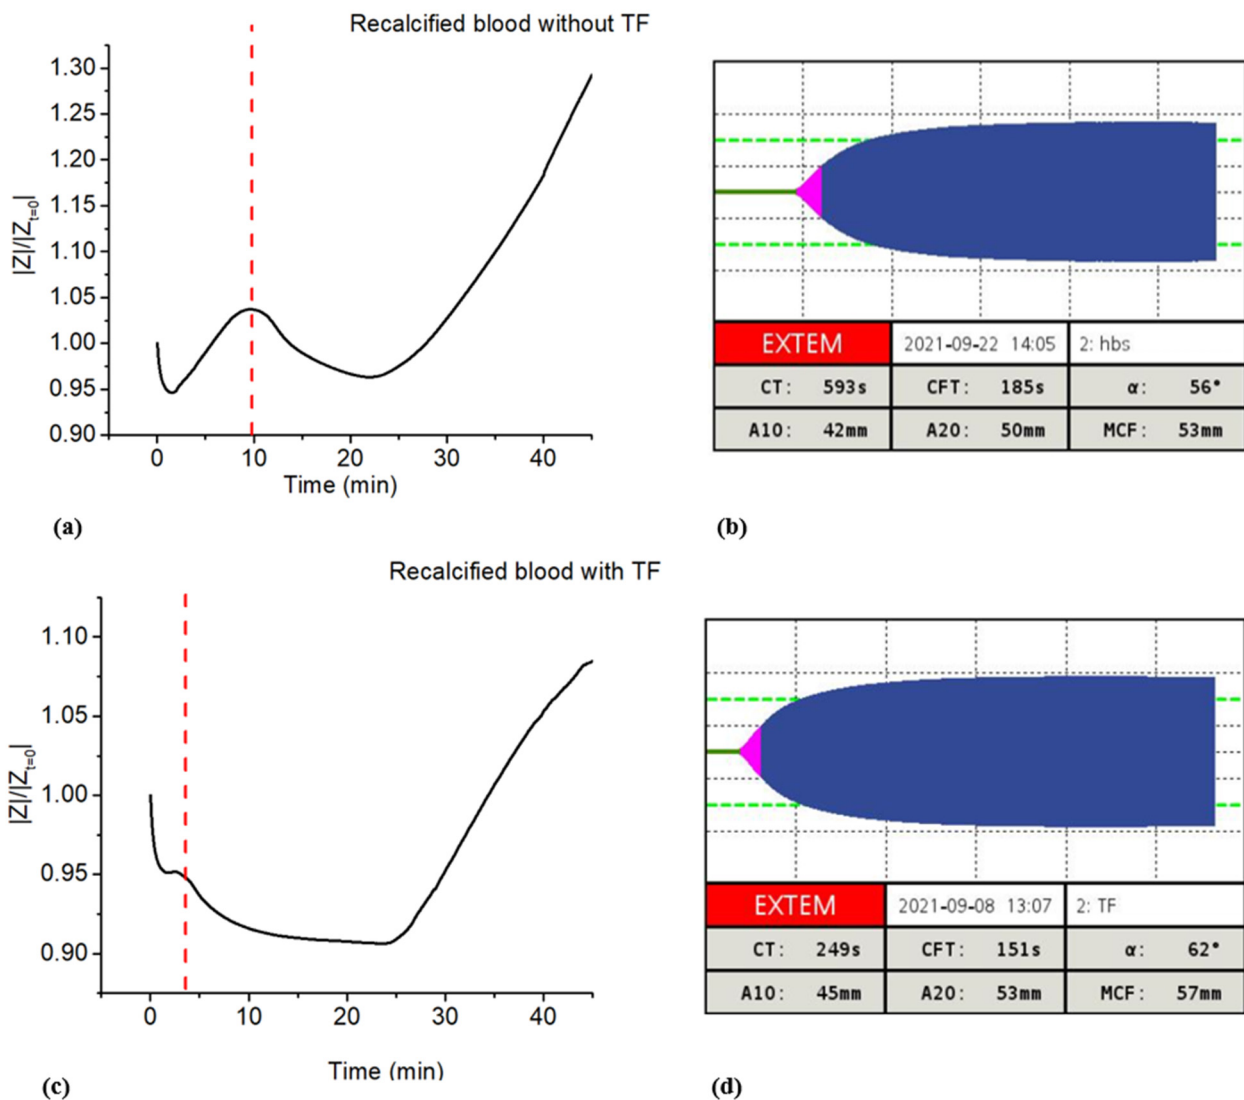 Recalcified blood without TF
|Z|/|Z_{t=0}|
1.30
1.25
1.20
1.15
1.10
1.05
1.00
0.95
0.90
0 10 20 30 40
Time (min)
(a)
EXTEM 2021-09-22 14:05 2: hbs
CT: 593s CFT: 185s α: 56°
A10: 42mm A20: 50mm MCF: 53mm
(b)
Recalcified blood with TF
|Z|/|Z_{t=0}|
1.10
1.05
1.00
0.95
0.90
0 10 20 30 40
Time (min)
(c)
EXTEM 2021-09-08 13:07 2: TF
CT: 249s CFT: 151s α: 62°
A10: 45mm A20: 53mm MCF: 57mm
(d)